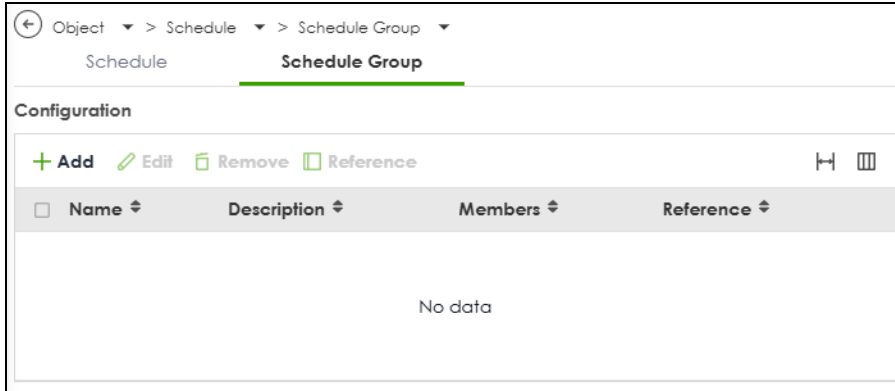 Object > Schedule > Schedule Group
Schedule Schedule Group
Configuration
Add Edit Remove Reference
Name Description Members Reference
No data